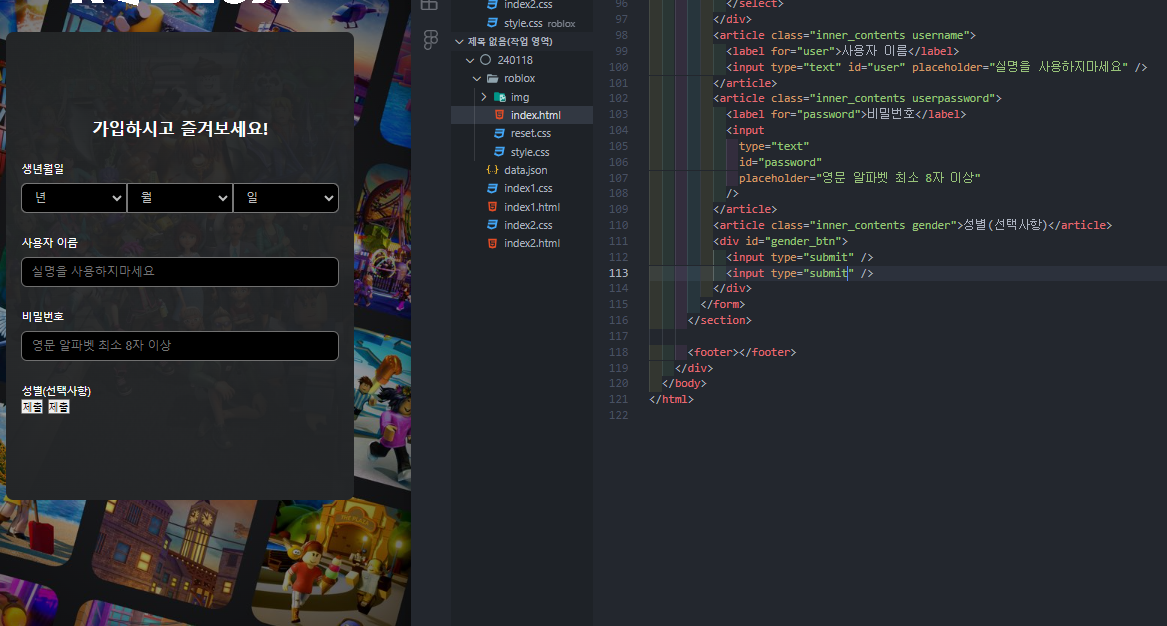 가입하시고 즐겨보세요!
생년월일
년 월 일
사용자 이름
실명을 사용하지마세요
비밀번호
영문 알파벳 최소 8자 이상
성별(선택사항)
제출 제출
index2.css
style.css roblox
제목 없음(작업 영역)
240118
roblox
img
index.html
reset.css
style.css
data.json
index1.css
index1.html
index2.css
index2.html
96 </select>
97 </div>
98 <article class="inner_contents username">
99 <label for="user">사용자 이름</label>
100 <input type="text" id="user" placeholder="실명을 사용하지마세요" />
101 </article>
102 <article class="inner_contents userpassword">
103 <label for="password">비밀번호</label>
104 <input
105 type="text"
106 id="password"
107 placeholder="영문 알파벳 최소 8자 이상"
108 />
109 </article>
110 <article class="inner_contents gender">성별(선택사항)</article>
111 <div id="gender_btn">
112 <input type="submit" />
113 <input type="submit" />
114 </div>
115 </form>
116 </section>
117
118 <footer></footer>
119 </div>
120 </body>
121 </html>
122